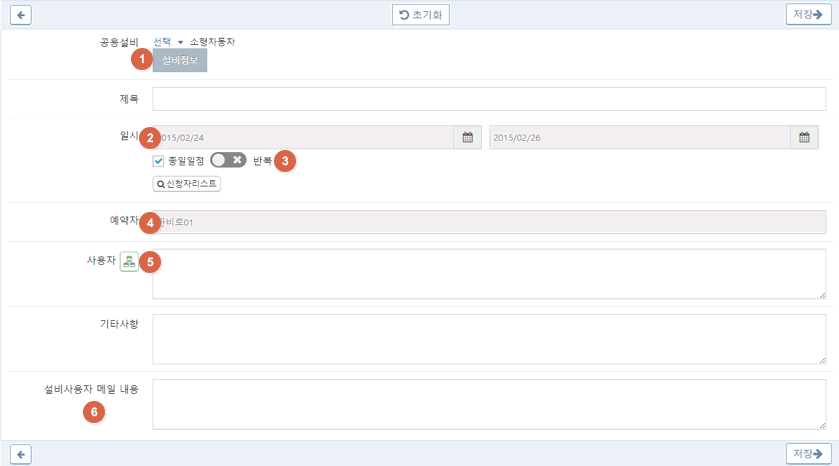 초기화
저장
공용설비 선택 소형자동차
1 설비정보
제목
일시 2 015/02/24 2015/02/26
종일일정 반복 3
신청자리스트
예약자 4 비로01
사용자 5
기타사항
설비사용자 메일 내용
6
저장